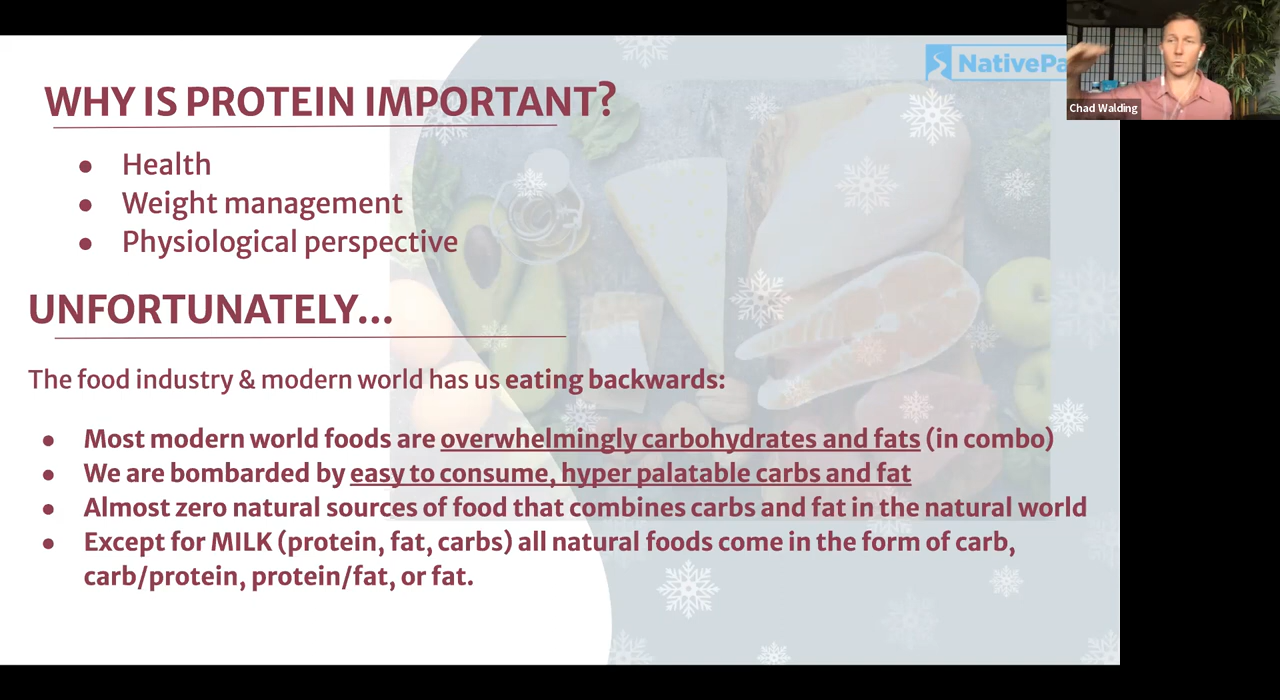 NativePa
Chad Walding
WHY IS PROTEIN IMPORTANT?
● Health
● Weight management
● Physiological perspective
UNFORTUNATELY...
The food industry & modern world has us eating backwards:
● Most modern world foods are overwhelmingly carbohydrates and fats (in combo)
● We are bombarded by easy to consume, hyper palatable carbs and fat
● Almost zero natural sources of food that combines carbs and fat in the natural world
● Except for MILK (protein, fat, carbs) all natural foods come in the form of carb,
carb/protein, protein/fat, or fat.